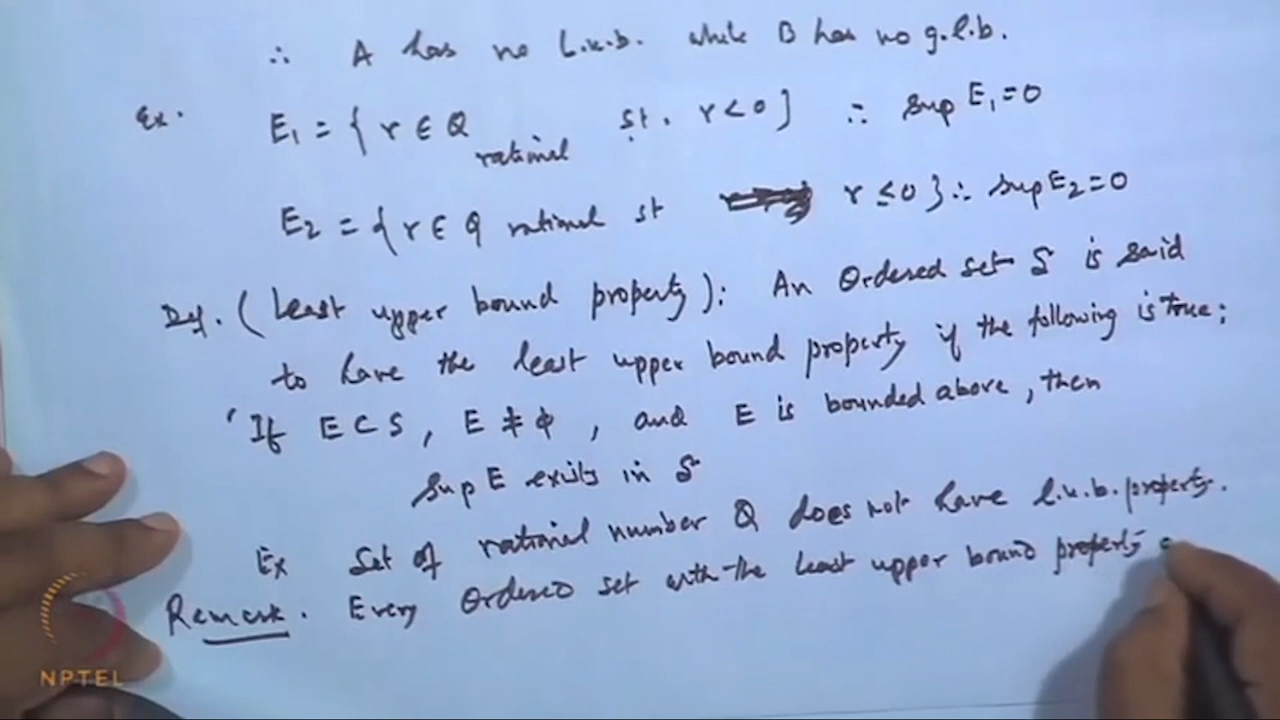 ∴ A has no l.u.b. while B has no g.l.b.
Ex. E₁ = { r ∈ Q rational st. r < 0 } ∴ sup E₁ = 0
E₂ = { r ∈ Q rational st r ≤ 0 } ∴ sup E₂ = 0
Def. (Least upper bound property): An Ordered set S is said
to have the least upper bound property if the following is true:
'If E ⊂ S, E ≠ φ, and E is bounded above, then
sup E exists in S
Ex Set of rational number Q does not have l.u.b. property.
Remark. Every Ordered set with the least upper bound property
NPTEL